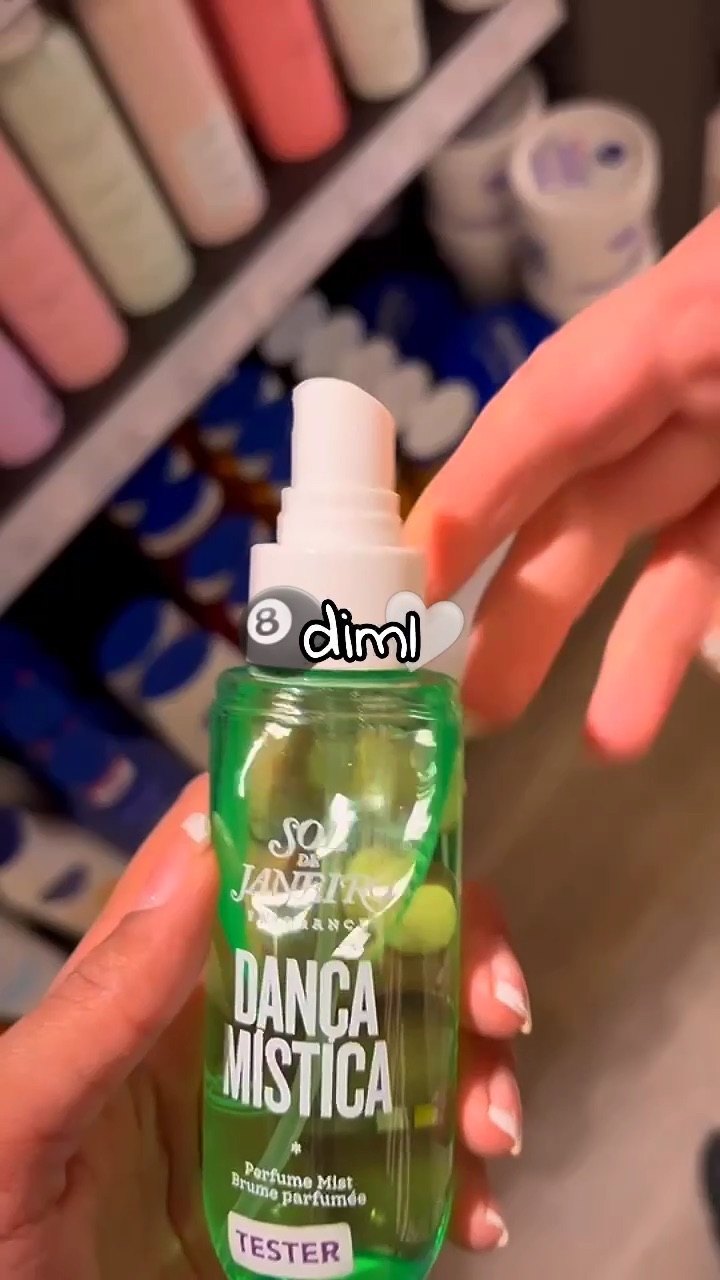 🎱 diml 🤍
SOL
DE
JANEIRO
FRAGRANCE
DANÇA
MÍSTICA
*
Perfume Mist
Brume parfumée
TESTER